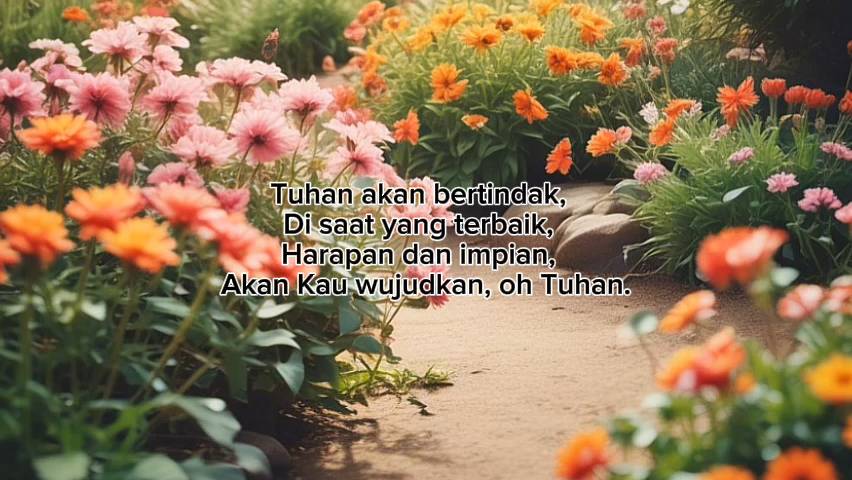 Tuhan akan bertindak,
Di saat yang terbaik,
Harapan dan impian,
Akan Kau wujudkan, oh Tuhan.